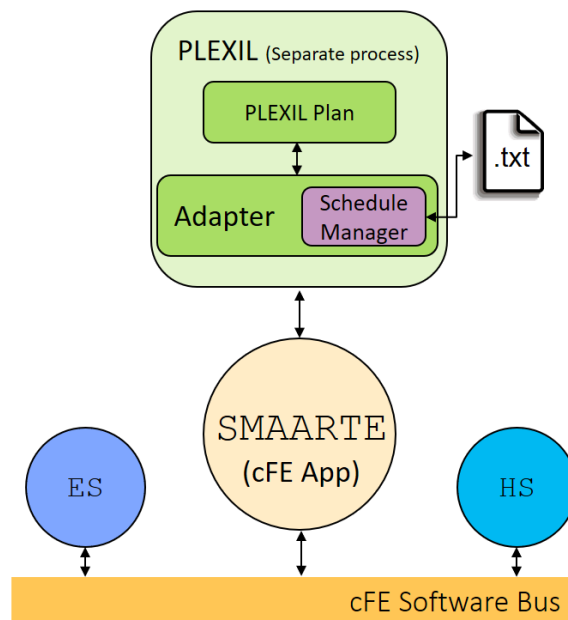 PLEXIL (Separate process)
PLEXIL Plan
.txt
Adapter
Schedule
Manager
SMAARTE
(cFE App)
ES
HS
cFE Software Bus